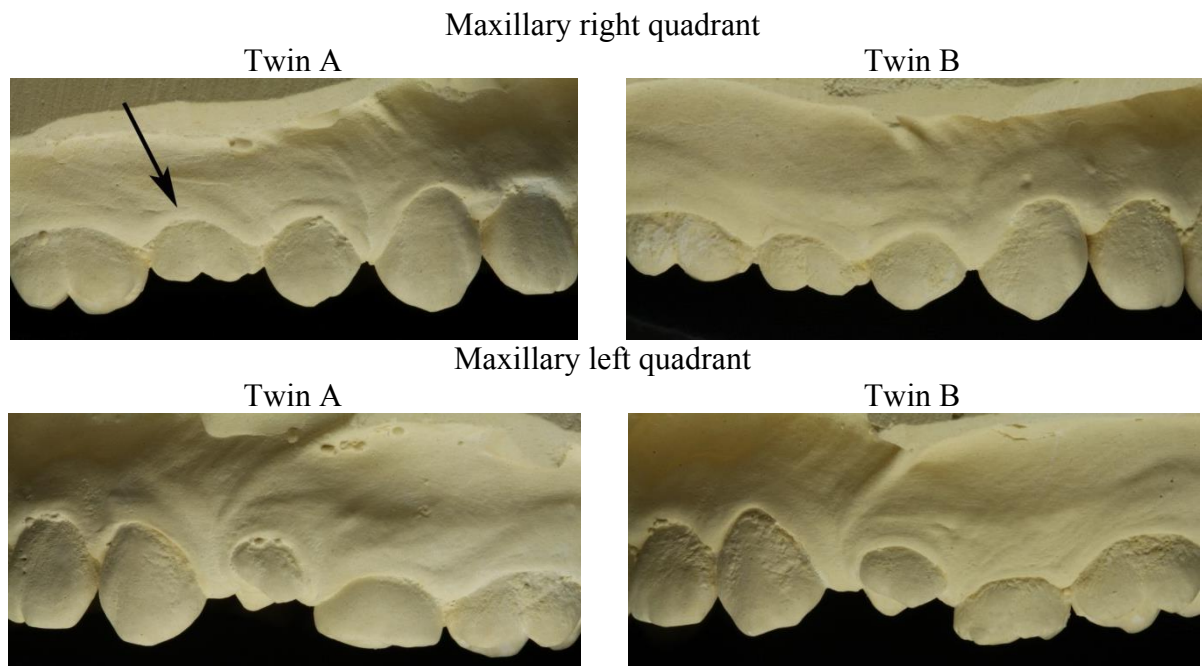 Maxillary right quadrant
Twin A
Twin B
Maxillary left quadrant
Twin A
Twin B